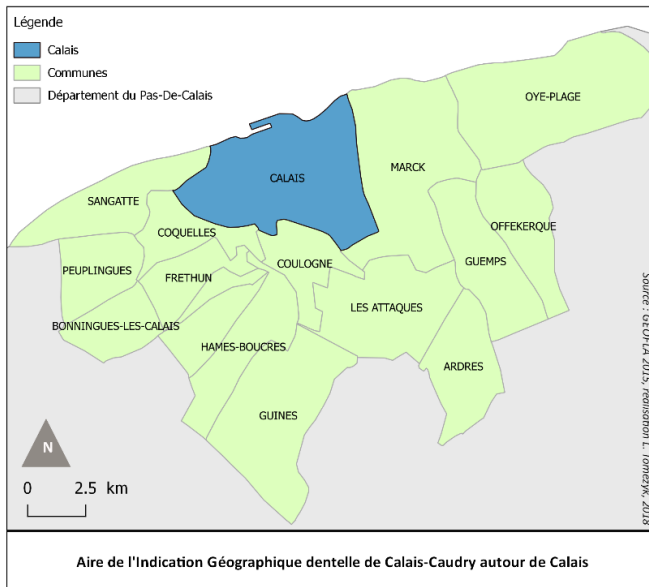 Légende
Calais
Communes
Département du Pas-De-Calais
OYE-PLAGE
MARCK
CALAIS
SANGATTE
OFFEKERQUE
COQUELLES
COULOGNE
GUEMPS
PEUPLINGUES
FRETHUN
LES ATTAQUES
BONNINGUES-LES-CALAIS
HAMES-BOUCRES
ARDRES
GUINES
N
0 2.5 km
Source : GEOFLA 2015, réalisation L. Tomezyk, 2018
Aire de l'Indication Géographique dentelle de Calais-Caudry autour de Calais